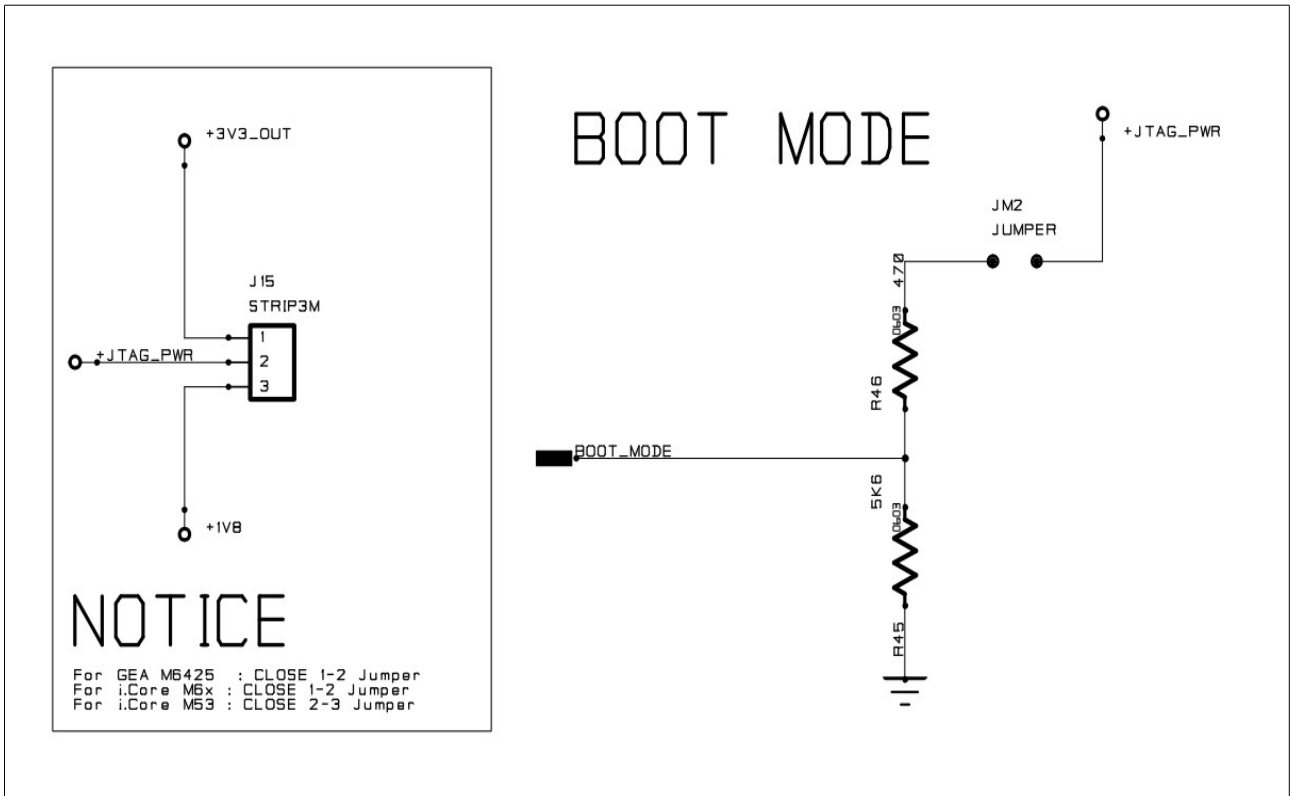 +3V3_OUT
J15
STRIP3M
1
+JTAG_PWR
2
3
+1V8
NOTICE
For GEA M6425 : CLOSE 1-2 Jumper
For i.Core M6x : CLOSE 1-2 Jumper
For i.Core M53 : CLOSE 2-3 Jumper
BOOT MODE
+JTAG_PWR
JM2
JUMPER
470
0603
R46
BOOT_MODE
5K6
0603
R45